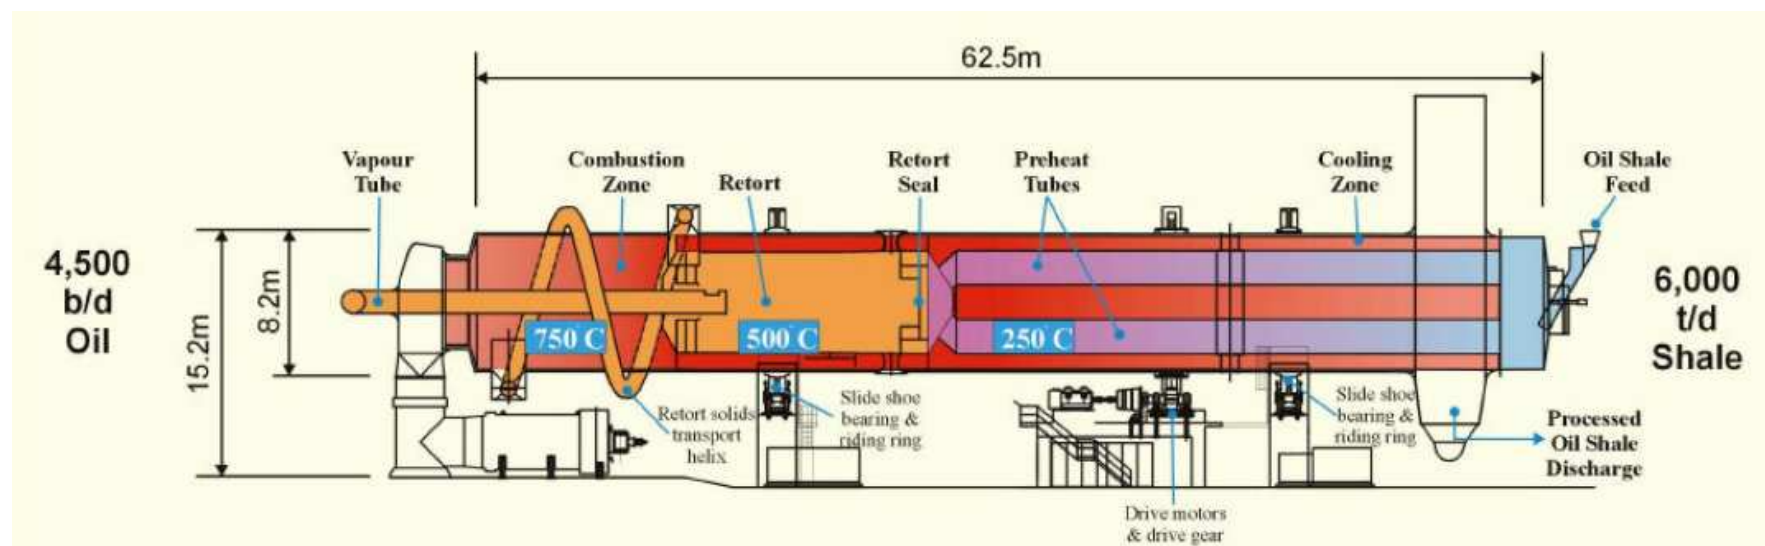 62.5m
Vapour
Tube
Combustion
Zone
Retort
Retort
Seal
Preheat
Tubes
Cooling
Zone
Oil Shale
Feed
4,500
b/d
Oil
15.2m
8.2m
750°C
500°C
250°C
6,000
t/d
Shale
Retort solids
transport
helix
Slide shoe
bearing &
riding ring
Slide shoe
bearing &
riding ring
Processed
Oil Shale
Discharge
Drive motors
& drive gear